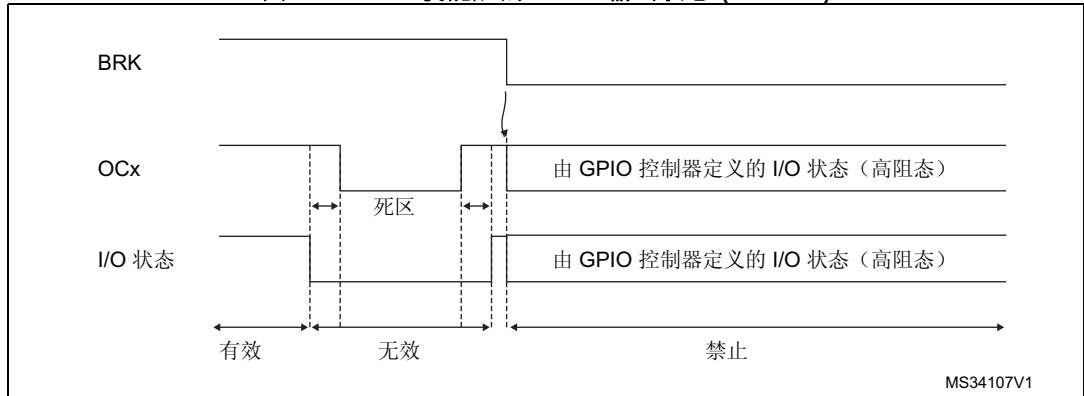 BRK
OCx
由 GPIO 控制器定义的 I/O 状态（高阻态）
死区
I/O 状态
由 GPIO 控制器定义的 I/O 状态（高阻态）
有效
无效
禁止
MS34107V1